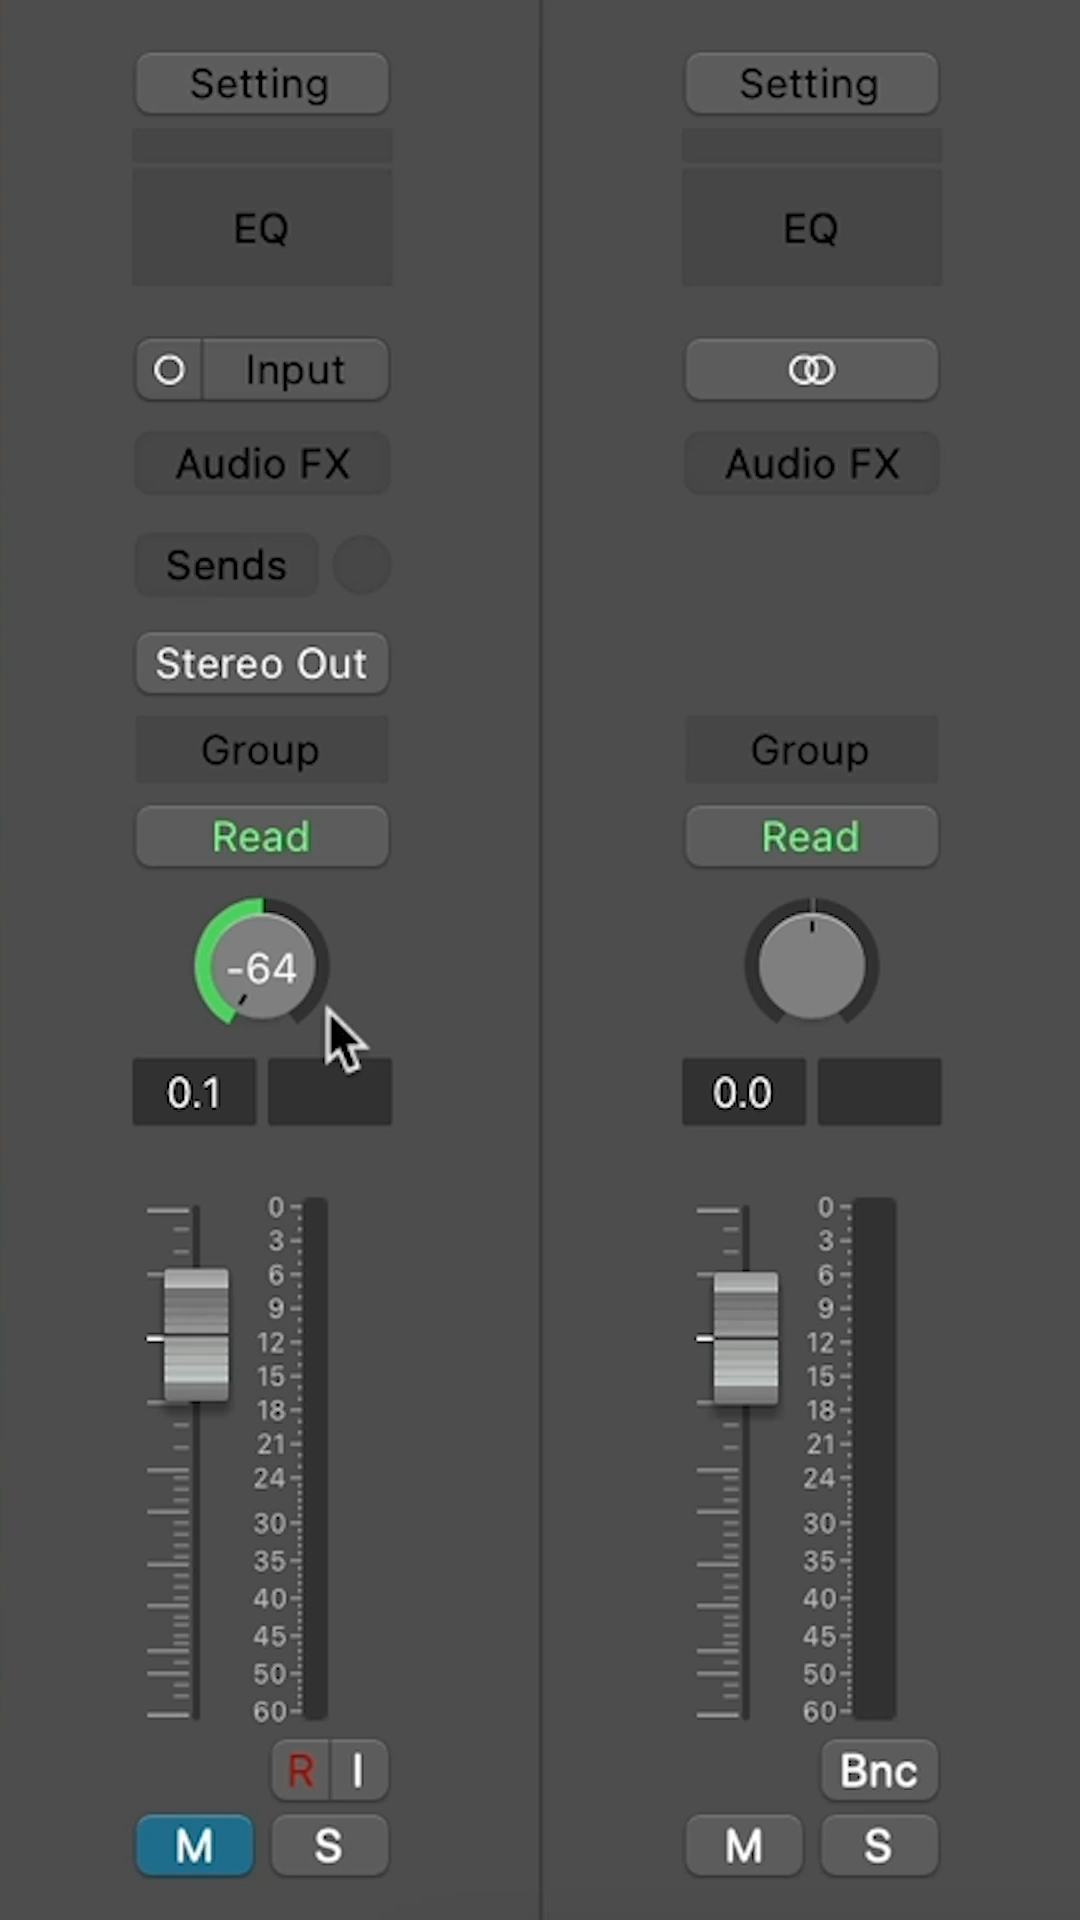 Setting
EQ
Input
Audio FX
Sends
Stereo Out
Group
Read
-64
0.1
0
3
6
9
12
15
18
21
24
30
35
40
45
50
60
R I
M S
Setting
EQ
Audio FX
Group
Read
0.0
0
3
6
9
12
15
18
21
24
30
35
40
45
50
60
Bnc
M S